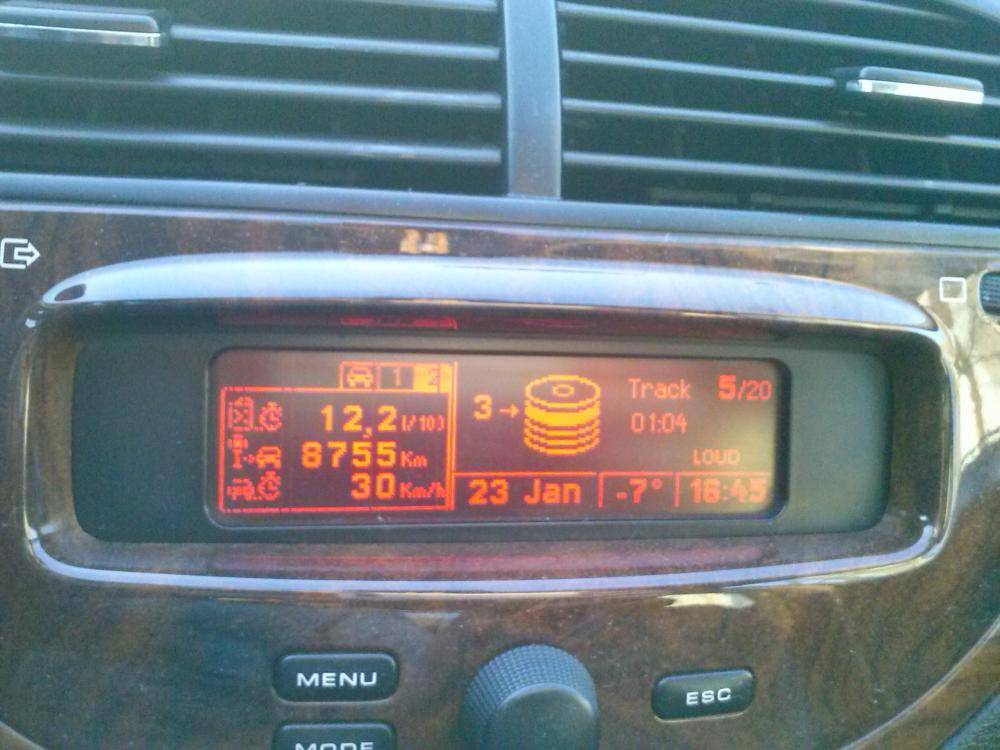 1 2
12,2 l/100
8755 Km
30 Km/h
3
Track 5/20
01:04
LOUD
23 Jan -7° 16:45
MENU
ESC
MODE